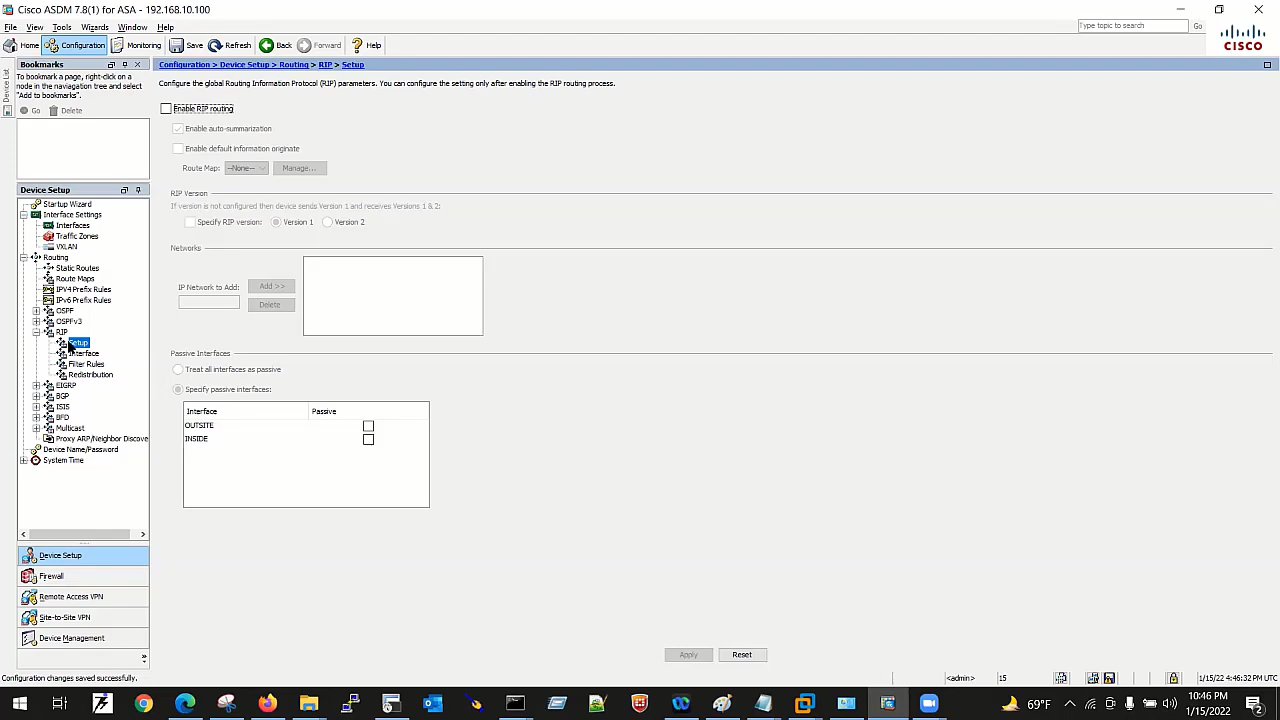 Cisco ASDM 7.8(1) for ASA - 192.168.10.100
File View Tools Wizards Window Help
Type topic to search Go
Home Configuration Monitoring Save Refresh Back Forward Help
CISCO
Device List
Bookmarks
To bookmark a page, right-click on a
node in the navigation tree and select
"Add to bookmarks".
Go Delete
Device Setup
Startup Wizard
Interface Settings
Interfaces
Traffic Zones
VXLAN
Routing
Static Routes
Route Maps
IPV4 Prefix Rules
IPv6 Prefix Rules
OSPF
OSPFv3
RIP
Setup
Interface
Filter Rules
Redistribution
EIGRP
BGP
ISIS
BFD
Multicast
Proxy ARP/Neighbor Discove
Device Name/Password
System Time
Device Setup
Firewall
Remote Access VPN
Site-to-Site VPN
Device Management
Configuration > Device Setup > Routing > RIP > Setup
Configure the global Routing Information Protocol (RIP) parameters. You can configure the setting only after enabling the RIP routing process.
Enable RIP routing
Enable auto-summarization
Enable default information originate
Route Map: --None-- Manage...
RIP Version
If version is not configured then device sends Version 1 and receives Versions 1 & 2:
Specify RIP version: Version 1 Version 2
Networks
IP Network to Add: Add >>
Delete
Passive Interfaces
Treat all interfaces as passive
Specify passive interfaces:
Interface Passive
OUTSITE
INSIDE
Apply Reset
Configuration changes saved successfully. <admin> 15 1/15/22 4:46:32 PM UTC
69°F 10:46 PM
1/15/2022 2